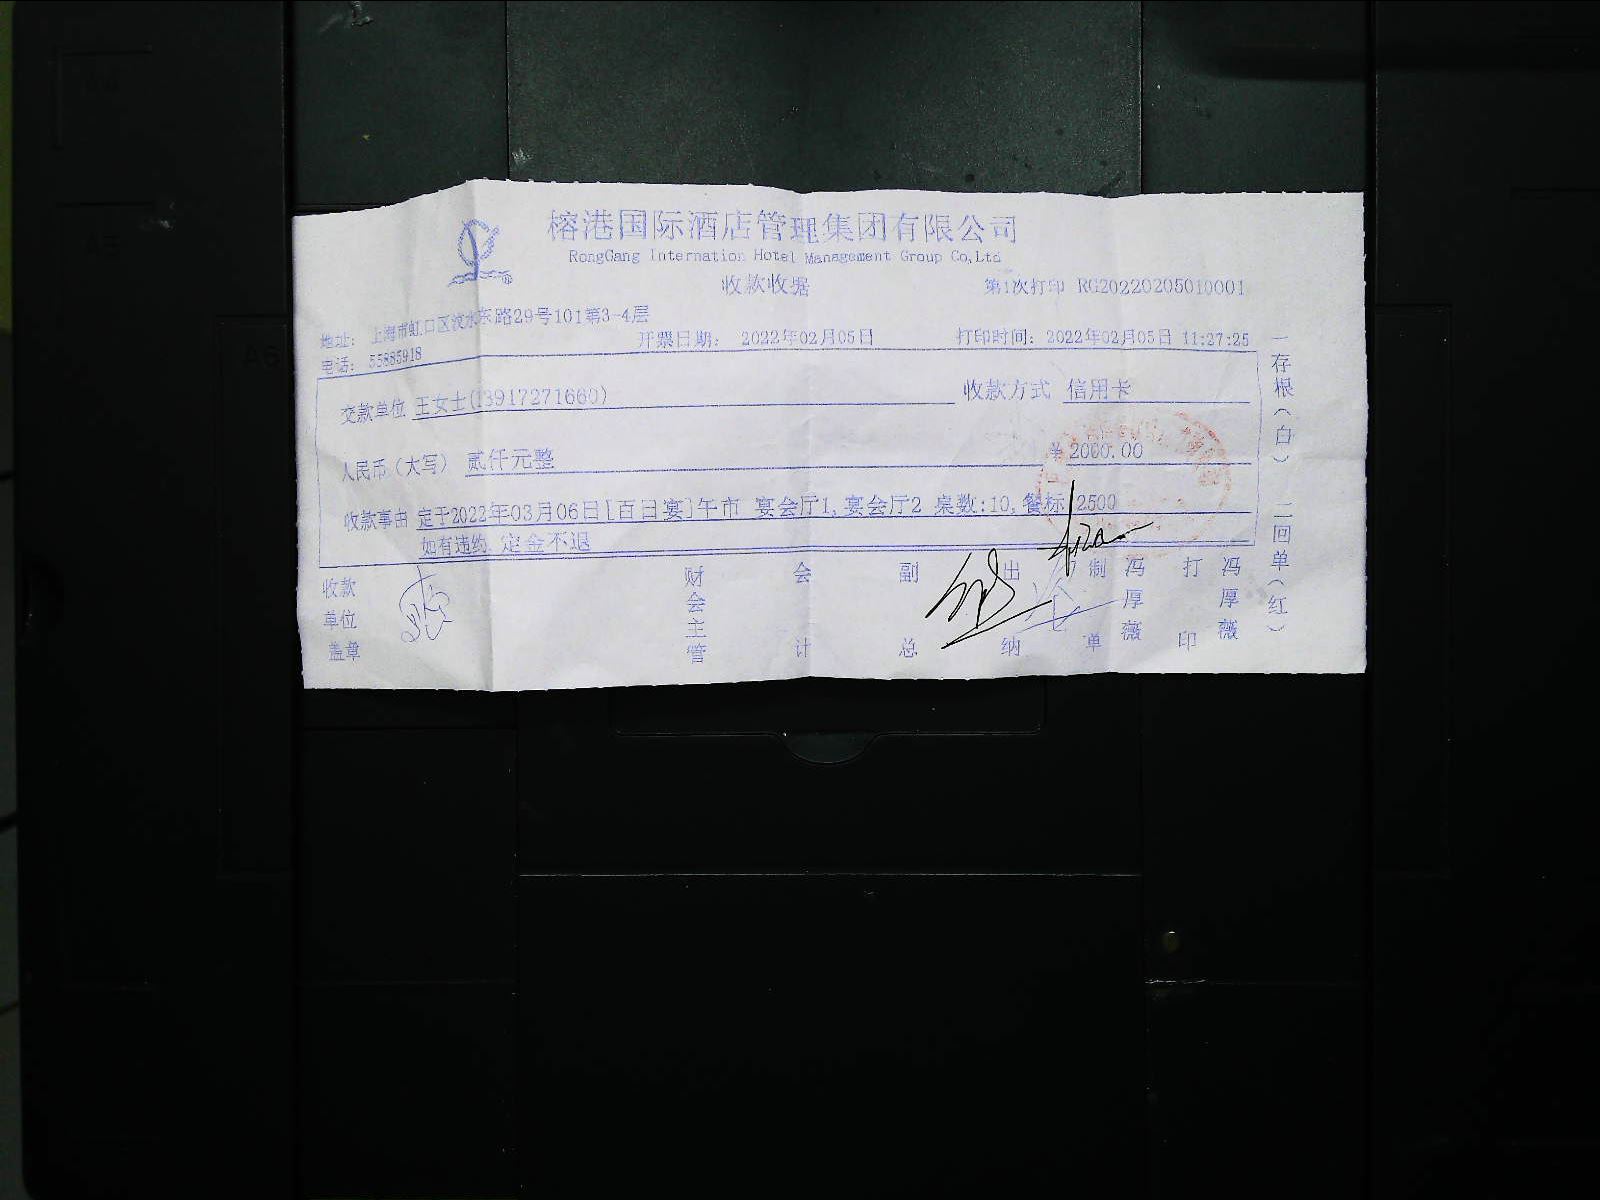 榕港国际酒店管理集团有限公司
RongGang Internation Hotel Management Group Co,Ltd
收款收据
第1次打印 RG20220205010001
地址: 上海市虹口区汶水东路29号101第3-4层
电话: 55885918
开票日期: 2022年02月05日
打印时间: 2022年02月05日 11:27:25
交款单位 王女士(13917271660)
收款方式 信用卡
人民币(大写) 贰仟元整
¥ 2000.00
收款事由 定于2022年03月06日[百日宴]午市 宴会厅1,宴会厅2 桌数:10,餐标 2500
如有违约 定金不退
收款单位盖章
财会主管
会计
副总
出纳
制单
冯厚薇
打印
冯厚薇
一存根(白) 二回单(红)
A5
A6